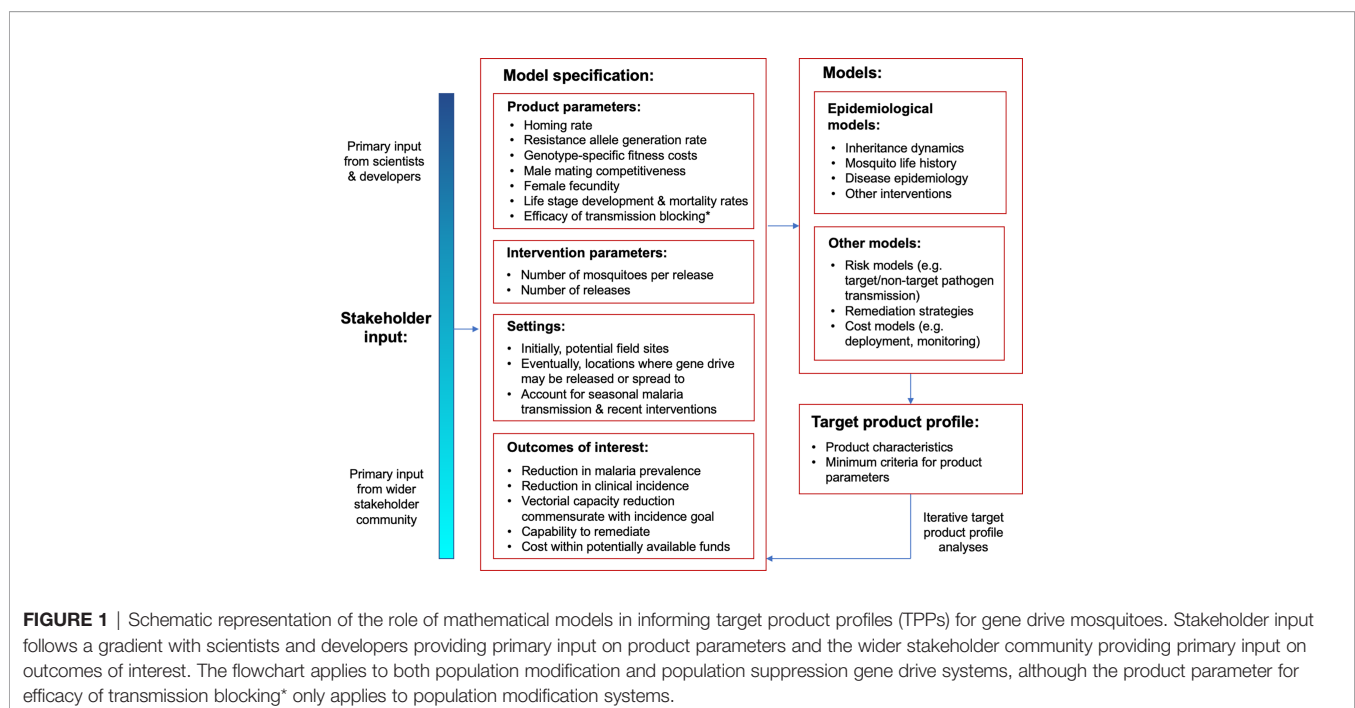 Primary input
from scientists
& developers
Stakeholder
input:
Primary input
from wider
stakeholder
community
Model specification:
Product parameters:
• Homing rate
• Resistance allele generation rate
• Genotype-specific fitness costs
• Male mating competitiveness
• Female fecundity
• Life stage development & mortality rates
• Efficacy of transmission blocking*
Intervention parameters:
• Number of mosquitoes per release
• Number of releases
Settings:
• Initially, potential field sites
• Eventually, locations where gene drive
may be released or spread to
• Account for seasonal malaria
transmission & recent interventions
Outcomes of interest:
• Reduction in malaria prevalence
• Reduction in clinical incidence
• Vectorial capacity reduction
commensurate with incidence goal
• Capability to remediate
• Cost within potentially available funds
Models:
Epidemiological
models:
• Inheritance dynamics
• Mosquito life history
• Disease epidemiology
• Other interventions
Other models:
• Risk models (e.g.
target/non-target pathogen
transmission)
• Remediation strategies
• Cost models (e.g.
deployment, monitoring)
Target product profile:
• Product characteristics
• Minimum criteria for product
parameters
Iterative target
product profile
analyses
FIGURE 1 | Schematic representation of the role of mathematical models in informing target product profiles (TPPs) for gene drive mosquitoes. Stakeholder input
follows a gradient with scientists and developers providing primary input on product parameters and the wider stakeholder community providing primary input on
outcomes of interest. The flowchart applies to both population modification and population suppression gene drive systems, although the product parameter for
efficacy of transmission blocking* only applies to population modification systems.